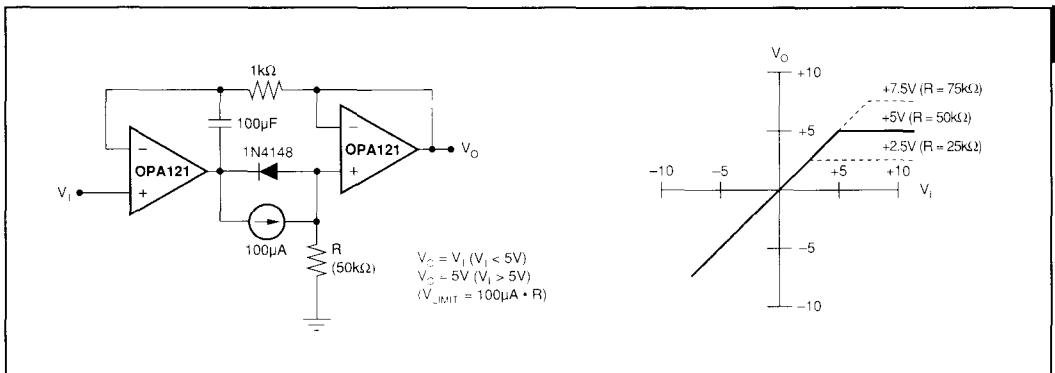 1kΩ
100μF
1N4148
OPA121
OPA121
−
+
−
+
V_I
V_O
100μA
R
(50kΩ)
V_O = V_I (V_I < 5V)
V_O = 5V (V_I > 5V)
(V_LIMIT = 100μA • R)
V_O
+10
+7.5V (R = 75kΩ)
+5
+5V (R = 50kΩ)
+2.5V (R = 25kΩ)
−10
−5
+5
+10
V_i
−5
−10